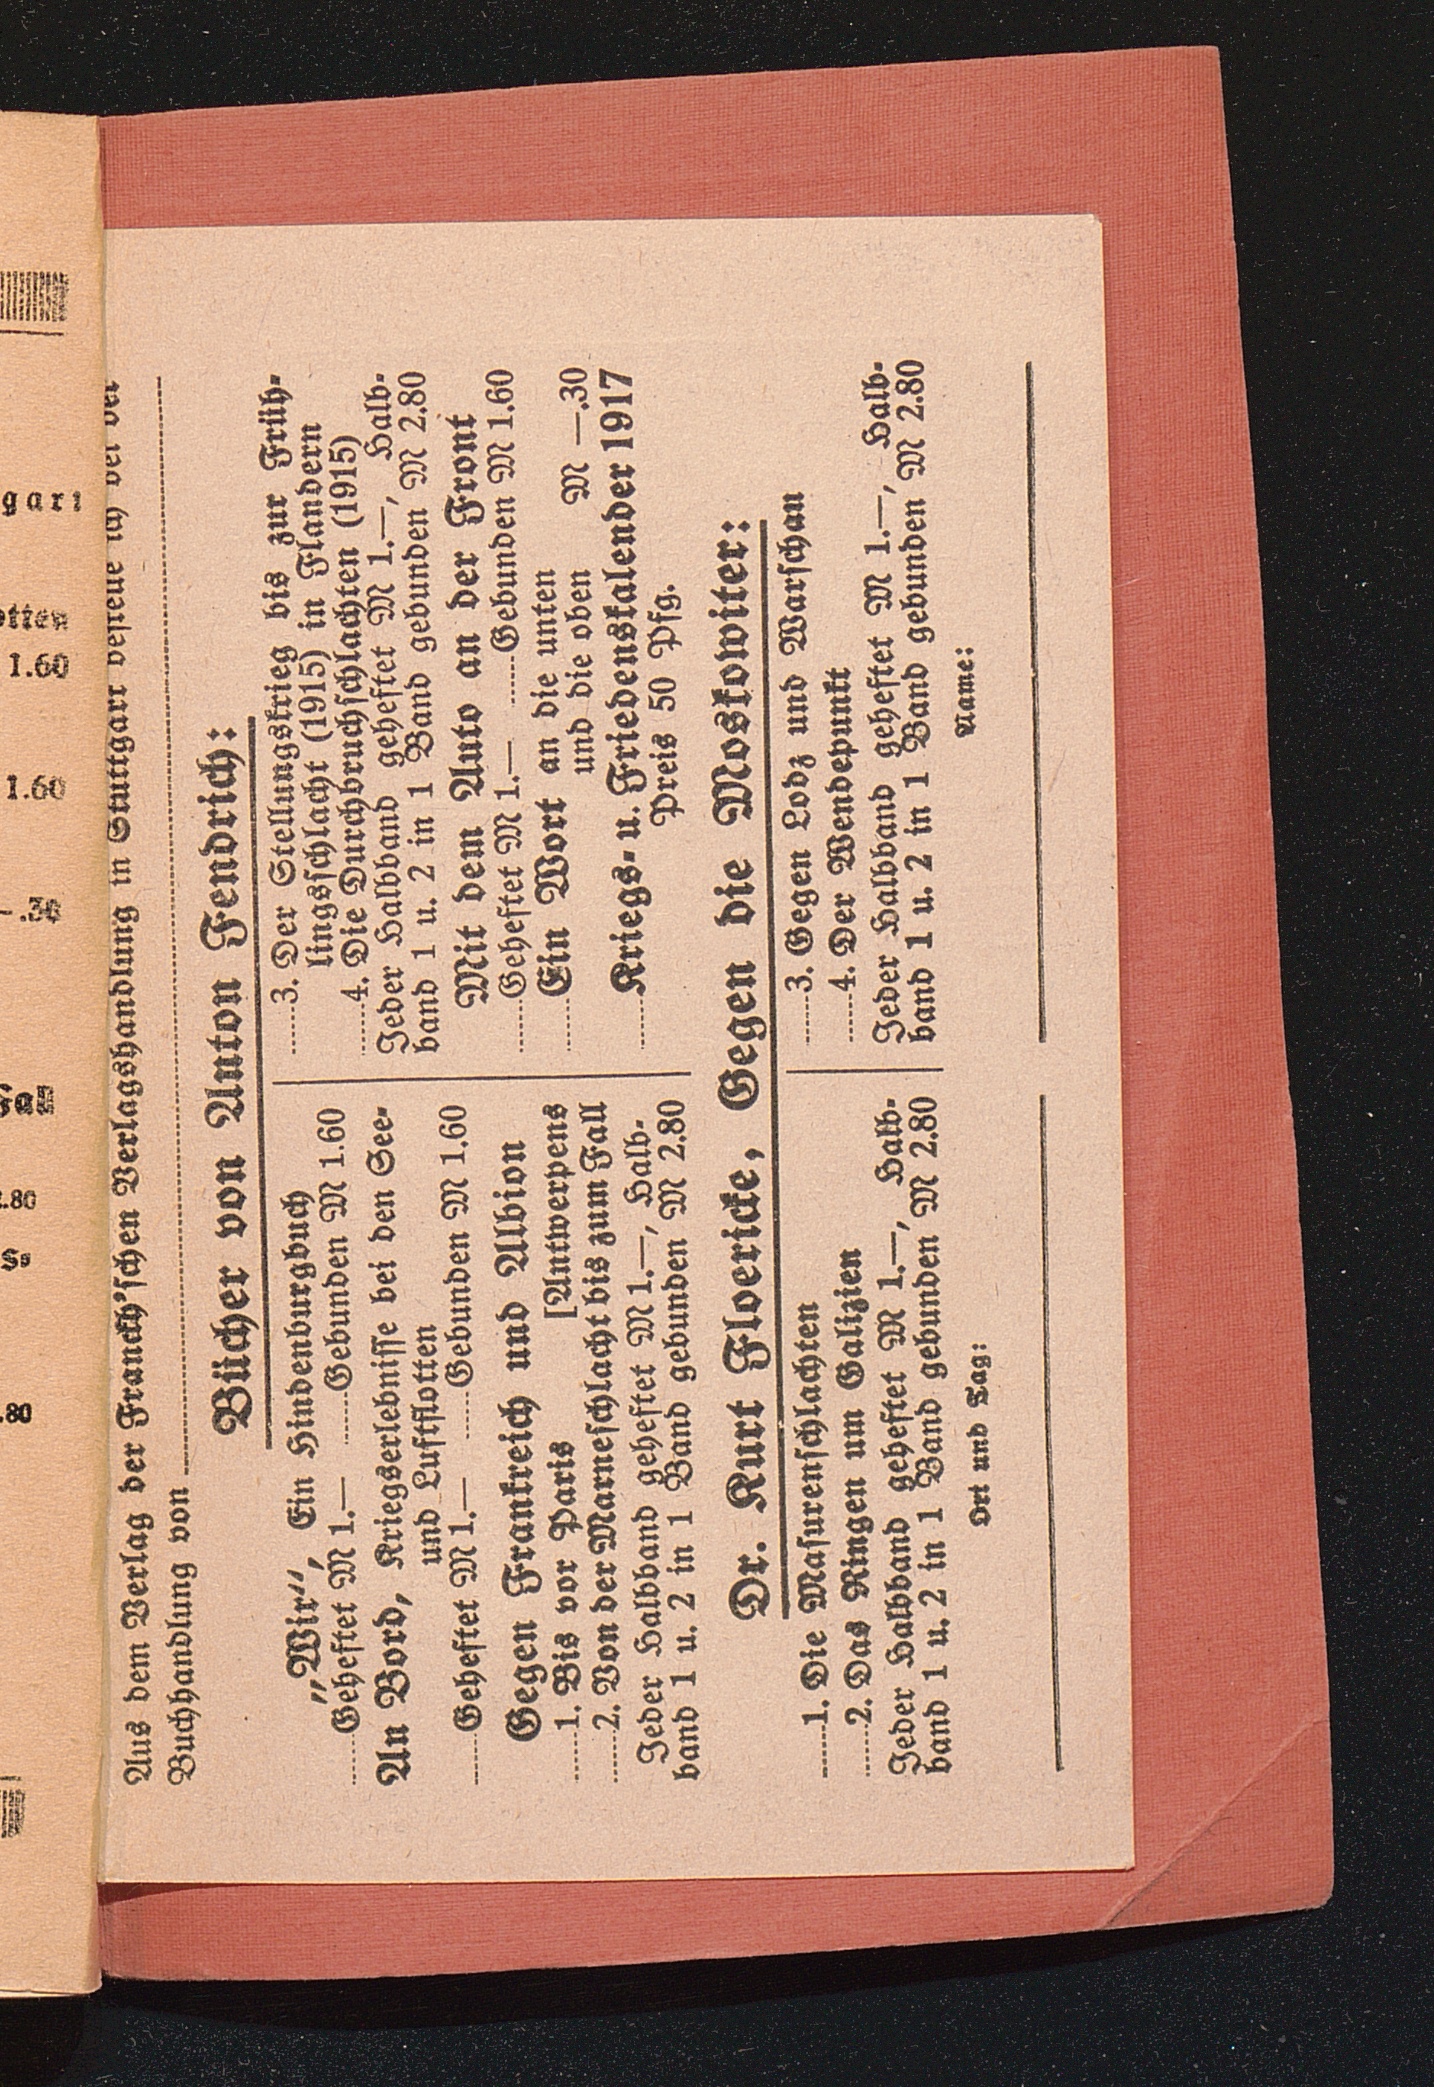 Aus dem Verlag der Franckh'schen Verlagshandlung in Stuttgart bestelle ich bei der
Buchhandlung von
Bücher von Anton Fendrich:
„Wir“, Ein Hindenburgbuch
Geheftet M 1.— Gebunden M 1.60
An Bord, Kriegserlebnisse bei den See-
und Luftflotten
Geheftet M 1.— Gebunden M 1.60
Gegen Frankreich und Albion
1. Bis vor Paris [Antwerpens
2. Von der Marneschlacht bis zum Fall
Jeder Halbband geheftet M 1.—, Halb-
band 1 u. 2 in 1 Band gebunden M 2.80
3. Der Stellungskrieg bis zur Früh-
lingsschlacht (1915) in Flandern
4. Die Durchbruchschlachten (1915)
Jeder Halbband geheftet M 1.—, Halb-
band 1 u. 2 in 1 Band gebunden M 2.80
Mit dem Auto an der Front
Geheftet M 1.— Gebunden M 1.60
Ein Wort an die unten
und die oben M —.30
Kriegs- u. Friedenskalender 1917
Preis 50 Pfg.
Dr. Kurt Floericke, Gegen die Moskowiter:
1. Die Masurenschlachten
2. Das Ringen um Galizien
Jeder Halbband geheftet M 1.—, Halb-
band 1 u. 2 in 1 Band gebunden M 2.80
3. Gegen Lodz und Warschau
4. Der Wendepunkt
Jeder Halbband geheftet M 1.—, Halb-
band 1 u. 2 in 1 Band gebunden M 2.80
Ort und Tag:
Name:
1.60
1.60
.80